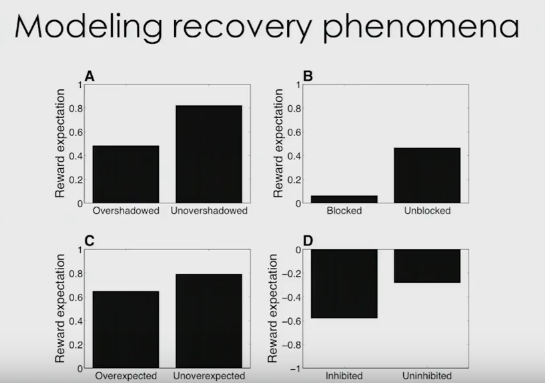 Modeling recovery phenomena
A
1
0.8
0.6
0.4
0.2
0
Reward expectation
Overshadowed Unovershadowed
B
1
0.8
0.6
0.4
0.2
0
Reward expectation
Blocked Unblocked
C
1
0.8
0.6
0.4
0.2
0
Reward expectation
Overexpected Unoverexpected
D
0
−0.2
−0.4
−0.6
−0.8
−1
Reward expectation
Inhibited Uninhibited